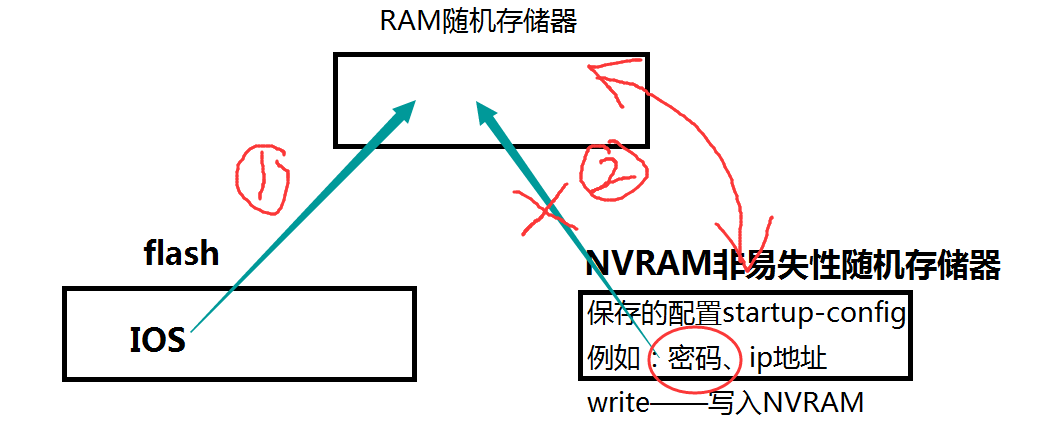 RAM随机存储器
①
②
flash
NVRAM非易失性随机存储器
IOS
保存的配置startup-config
例如：密码、ip地址
write——写入NVRAM